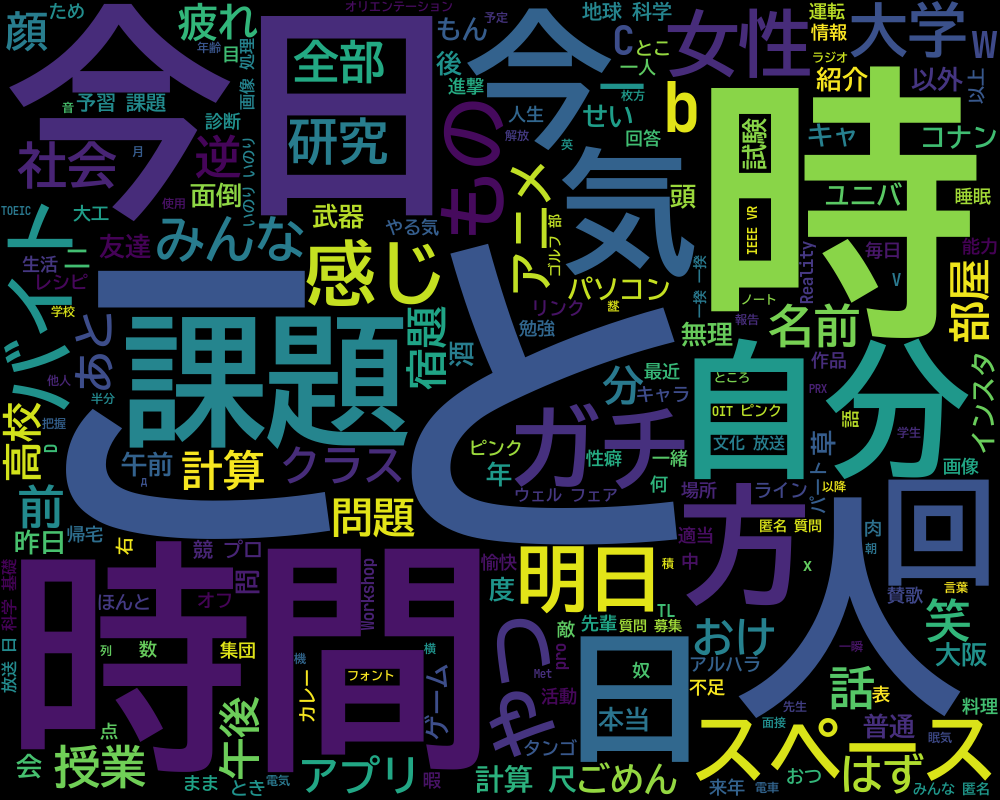 オリエンテーション
ため
顔
疲れ
年齢
目
処理
画像
今日
全部
研究
もん
予定
今
後
進撃
一
とこ
C
一人
地球 科学
女性
運転
情報
ラジオ
大学
W
紹介
以外
以上
音
予習 課題
診断
いのり いのり
月
社会
逆
面倒
使用
武器
やる気
もの
人生
解放
せい
枚方
回答
英
b
時
試験
IEEE VR
キャ
コナン
ユニバ
睡眠
TOEIC
大工
みんな
友達
ニ
生活
レシピ
学校
バイト
感じ
アニメ
ゴルフ 部
気
頭
パソコン
リンク
勉強
一揆 一揆
Reality
毎日
V
能力
部屋
ノート
報告
無理
名前
こと
課題
あと
宿題
酒
他人
半分
分
最近
キャラ
自分
ところ
OIT ピンク
文化 放送
作品
PRX
語
学生
インスタ
画像
高校
把握
D
午前
計算
クラス
ピンク
ガチ
年
性癖
一緒
何
ウェル フェア
場所
ライン
パート
草
以降
前
昨日
帰宅
右
問題
競 プロ
問
適当
中
方
匿名 質問
x
人
回
肉
朝
言葉
賛歌
科学 基礎
時間
ほんと
オフ
Workshop
愉快
度
明日
積
TL
先輩
質問 募集
敵
笑
大阪
放送 日
列
数
集団
機
フォント
横
カレー
ゲーム
やつ
Met
pro
日
奴
本当
おけ
アルハラ
一瞬
不足
話
表
先生
面接
普通
料理
眠気
会
点
授業
午後
まま
とき
電気
アプリ
暇
活動
タンゴ
計算 尺
ごめん
スペース
おつ
はず
来年
電車
みんな 匿名